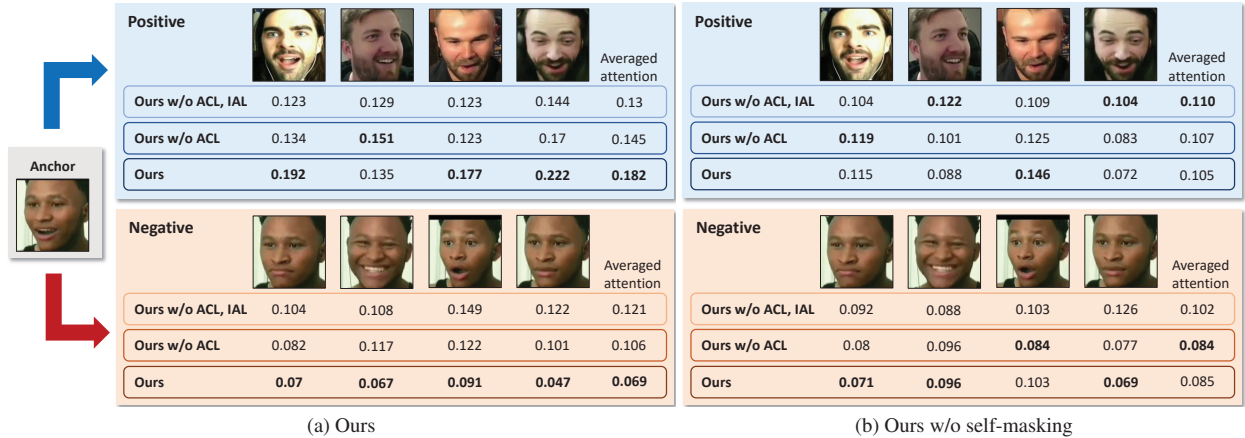 Anchor
Positive
Averaged
attention
Ours w/o ACL, IAL 0.123 0.129 0.123 0.144 0.13
Ours w/o ACL 0.134 0.151 0.123 0.17 0.145
Ours 0.192 0.135 0.177 0.222 0.182
Negative
Averaged
attention
Ours w/o ACL, IAL 0.104 0.108 0.149 0.122 0.121
Ours w/o ACL 0.082 0.117 0.122 0.101 0.106
Ours 0.07 0.067 0.091 0.047 0.069
(a) Ours
Positive
Averaged
attention
Ours w/o ACL, IAL 0.104 0.122 0.109 0.104 0.110
Ours w/o ACL 0.119 0.101 0.125 0.083 0.107
Ours 0.115 0.088 0.146 0.072 0.105
Negative
Averaged
attention
Ours w/o ACL, IAL 0.092 0.088 0.103 0.126 0.102
Ours w/o ACL 0.08 0.096 0.084 0.077 0.084
Ours 0.071 0.096 0.103 0.069 0.085
(b) Ours w/o self-masking